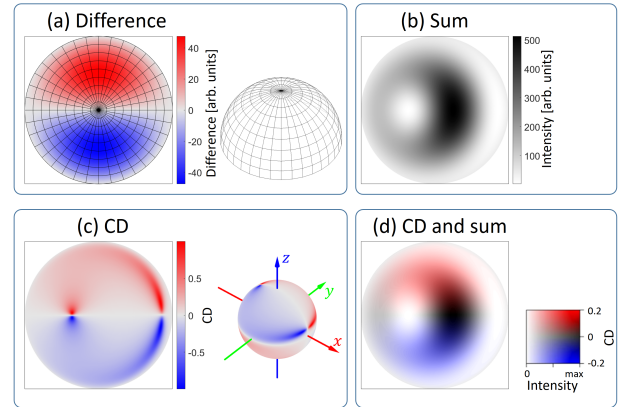 (a) Difference
40
20
0
-20
-40
Difference [arb. units]
(b) Sum
500
400
300
200
100
Intensity [arb. units]
(c) CD
0.5
0
-0.5
CD
z
y
x
(d) CD and sum
0.2
0
-0.2
CD
0
max
Intensity